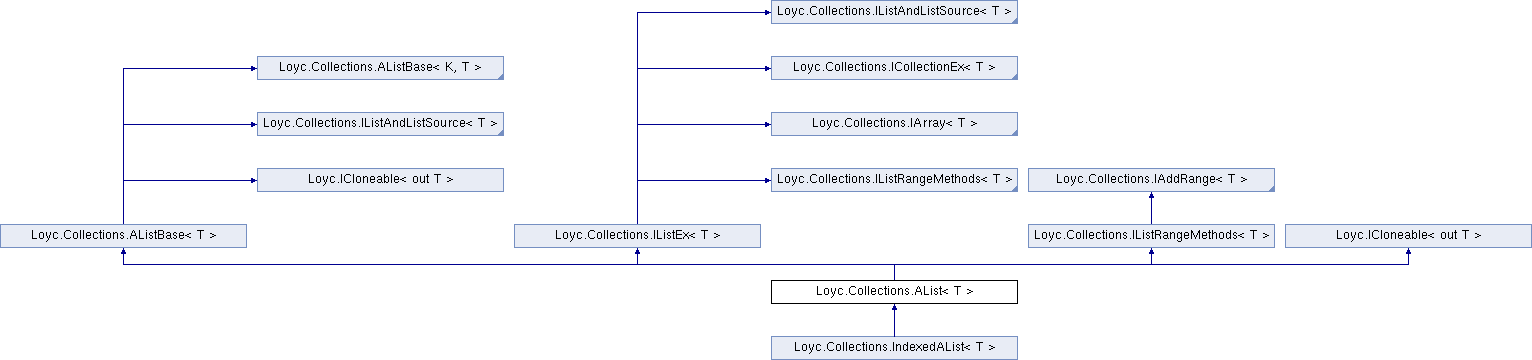 Loyc.Collections.IListAndListSource< T >
Loyc.Collections.AListBase< K, T >
Loyc.Collections.ICollectionEx< T >
Loyc.Collections.IListAndListSource< T >
Loyc.Collections.IArray< T >
Loyc.ICloneable< out T >
Loyc.Collections.IListRangeMethods< T >
Loyc.Collections.IAddRange< T >
Loyc.Collections.AListBase< T >
Loyc.Collections.IListEx< T >
Loyc.Collections.IListRangeMethods< T >
Loyc.ICloneable< out T >
Loyc.Collections.AList< T >
Loyc.Collections.IndexedAList< T >